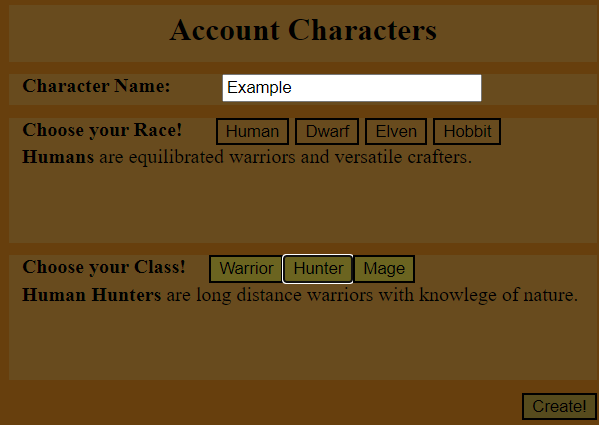 Account Characters
Character Name: Example
Choose your Race! Human Dwarf Elven Hobbit
Humans are equilibrated warriors and versatile crafters.
Choose your Class! Warrior Hunter Mage
Human Hunters are long distance warriors with knowlege of nature.
Create!